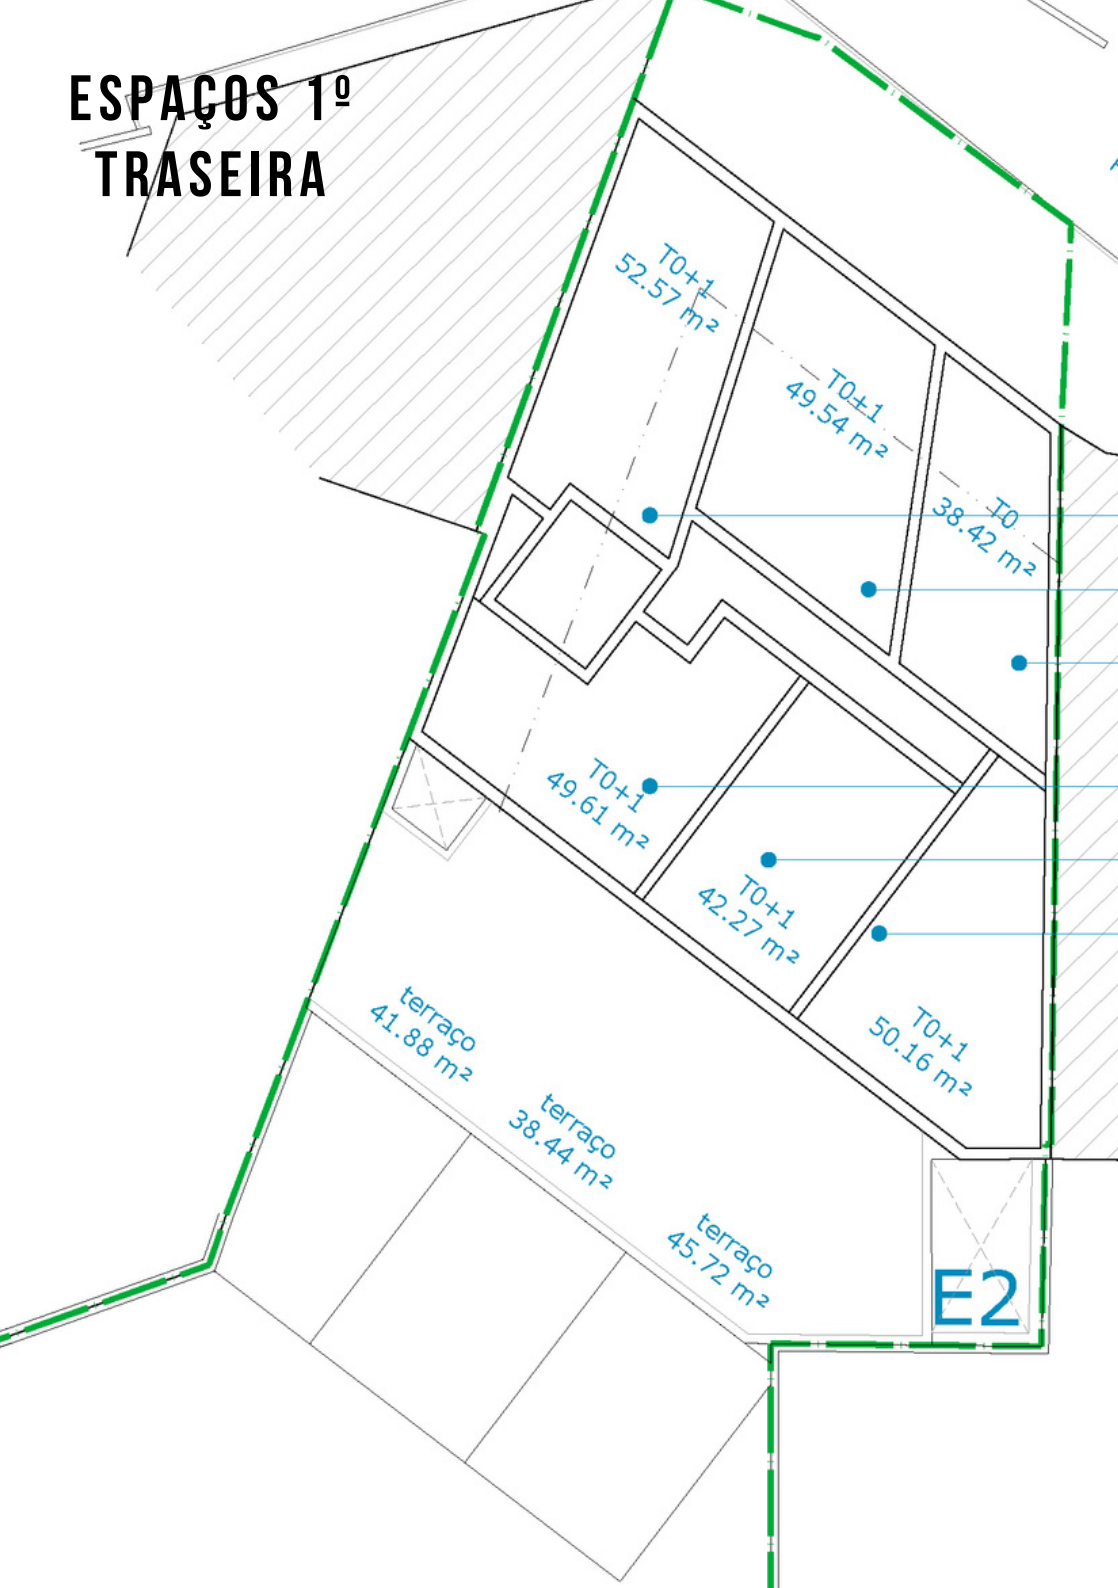 ESPAÇOS 1º
TRASEIRA
T0+1
52.57 m²
T0+1
49.54 m²
T0
38.42 m²
T0+1
49.61 m²
T0+1
42.27 m²
T0+1
50.16 m²
terraço
41.88 m²
terraço
38.44 m²
terraço
45.72 m²
E2